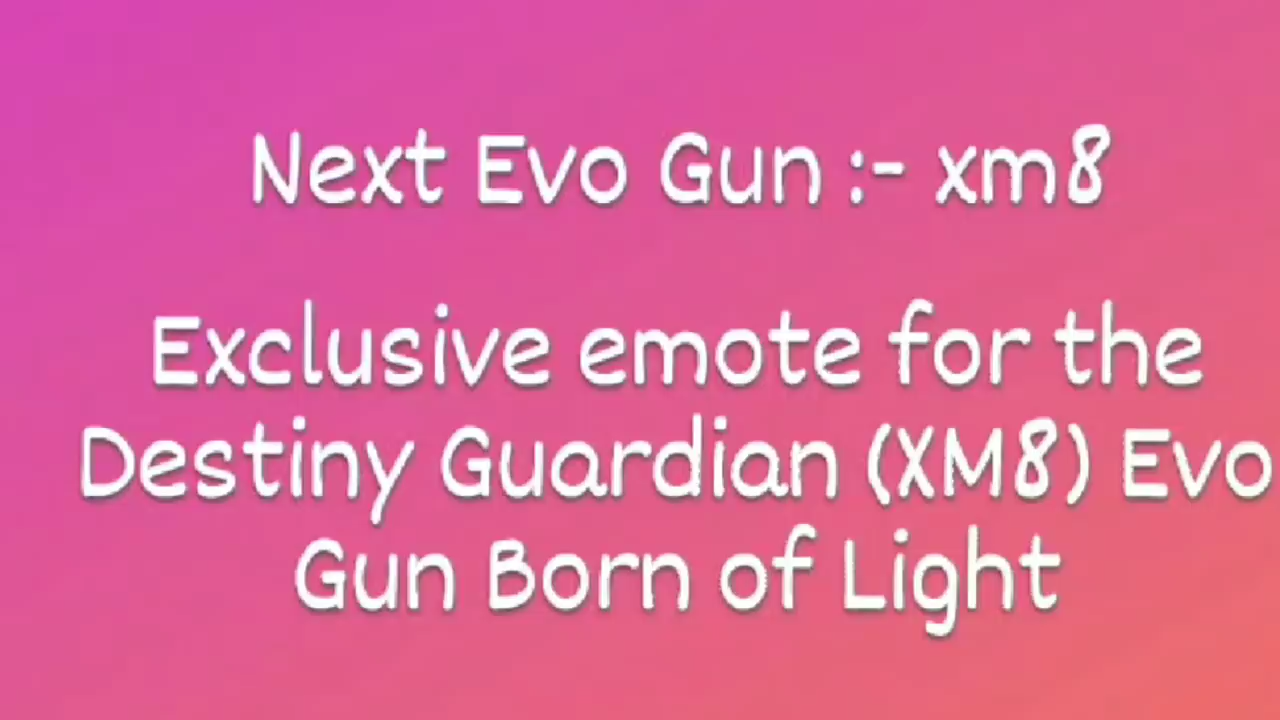 Next Evo Gun :- xm8
Exclusive emote for the
Destiny Guardian (XM8) Evo
Gun Born of Light